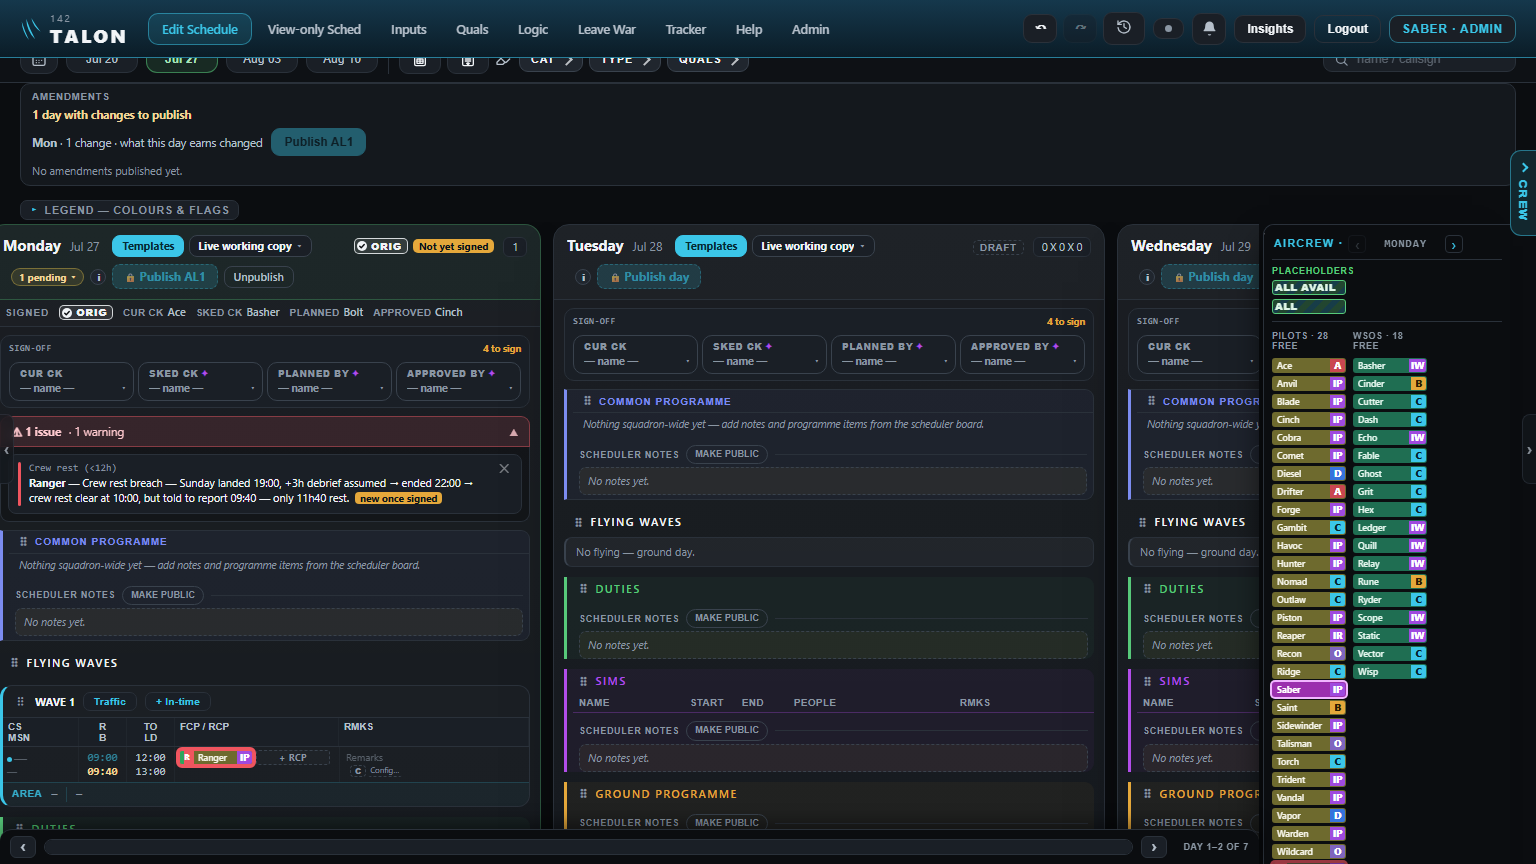 142
TALON
Edit Schedule
View-only Sched
Inputs
Quals
Logic
Leave War
Tracker
Help
Admin
Insights
Logout
SABER · ADMIN
Jul 20
Jul 27
Aug 03
Aug 10
CAT
TYPE
QUALS
name / callsign
AMENDMENTS
1 day with changes to publish
Mon · 1 change · what this day earns changed
Publish AL1
No amendments published yet.
CREW
LEGEND — COLOURS & FLAGS
Monday Jul 27
Templates
Live working copy
ORIG
Not yet signed
1
1 pending
i
Publish AL1
Unpublish
SIGNED ORIG CUR CK Ace SKED CK Basher PLANNED Bolt APPROVED Cinch
SIGN-OFF
4 to sign
CUR CK
— name —
SKED CK
— name —
PLANNED BY
— name —
APPROVED BY
— name —
1 issue · 1 warning
Crew rest (<12h)
Ranger — Crew rest breach — Sunday landed 19:00, +3h debrief assumed → ended 22:00 →
crew rest clear at 10:00, but told to report 09:40 — only 11h40 rest. new once signed
COMMON PROGRAMME
Nothing squadron-wide yet — add notes and programme items from the scheduler board.
SCHEDULER NOTES MAKE PUBLIC
No notes yet.
FLYING WAVES
WAVE 1
Traffic
+ In-time
CS
MSN
R
B
TO
LD
FCP / RCP
RMKS
—
—
09:00
09:40
12:00
13:00
R Ranger IP
+ RCP
Remarks
C Config...
AREA — —
DUTIES
Tuesday Jul 28
Templates
Live working copy
DRAFT
0X0X0
i
Publish day
SIGN-OFF
4 to sign
CUR CK
— name —
SKED CK
— name —
PLANNED BY
— name —
APPROVED BY
— name —
COMMON PROGRAMME
Nothing squadron-wide yet — add notes and programme items from the scheduler board.
SCHEDULER NOTES MAKE PUBLIC
No notes yet.
FLYING WAVES
No flying — ground day.
DUTIES
SCHEDULER NOTES MAKE PUBLIC
No notes yet.
SIMS
NAME START END PEOPLE RMKS
SCHEDULER NOTES MAKE PUBLIC
No notes yet.
GROUND PROGRAMME
SCHEDULER NOTES MAKE PUBLIC
Wednesday Jul 29
Templates
i
Publish day
SIGN-OFF
CUR CK
— name —
COMMON PROGR
Nothing squadron-wide y
SCHEDULER NOTES
No notes yet.
FLYING WAVES
No flying — ground day.
DUTIES
SCHEDULER NOTES
No notes yet.
SIMS
NAME S
SCHEDULER NOTES
No notes yet.
GROUND PROGR
SCHEDULER NOTES
AIRCREW ·
MONDAY
PLACEHOLDERS
ALL AVAIL
ALL
PILOTS · 28
FREE
WSOS · 18
FREE
Ace A
Anvil IP
Blade IP
Cinch IP
Cobra IP
Comet IP
Diesel D
Drifter A
Forge IP
Gambit C
Havoc IP
Hunter IP
Nomad C
Outlaw C
Piston IP
Reaper IR
Recon O
Ridge C
Saber IP
Saint B
Sidewinder IP
Talisman O
Torch C
Trident IP
Vandal IP
Vapor D
Warden IP
Wildcard O
Basher IW
Cinder B
Cutter C
Dash C
Echo IW
Fable C
Ghost C
Grit C
Hex C
Ledger IW
Quill IW
Relay IW
Rune B
Ryder C
Scope IW
Static IW
Vector C
Wisp C
DAY 1–2 OF 7